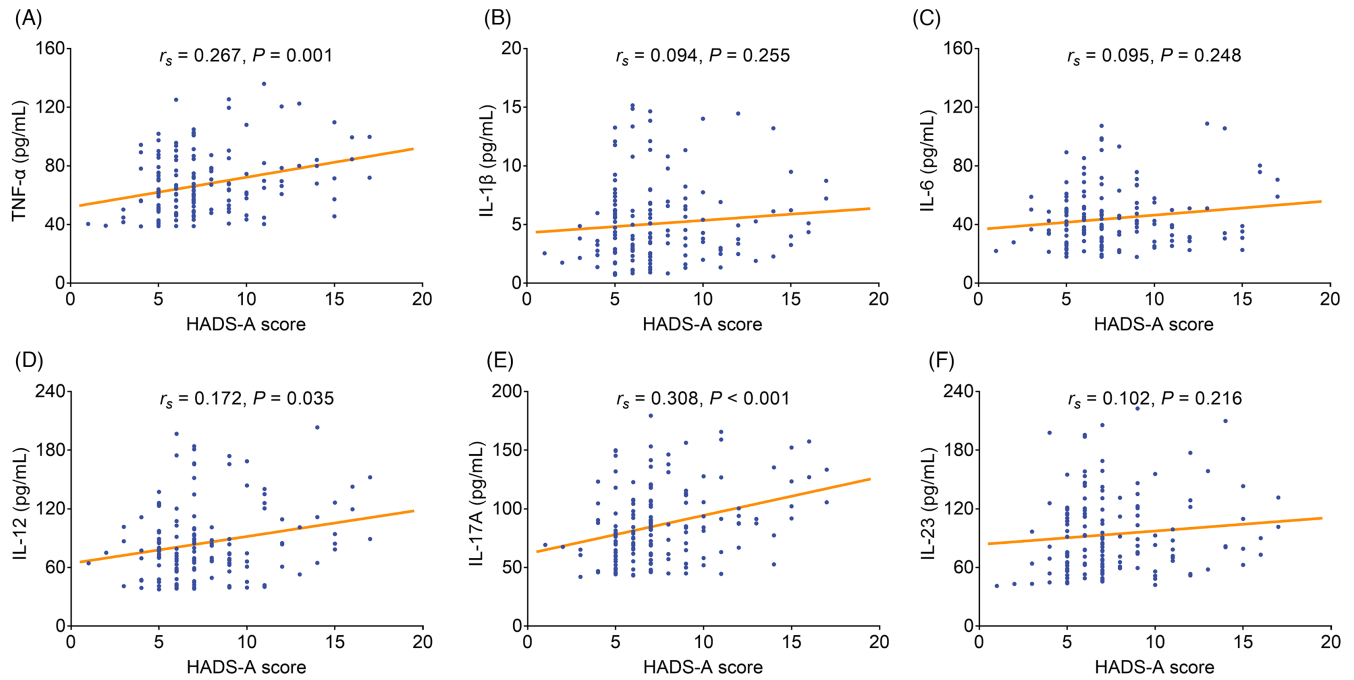 (A)
r_s = 0.267, P = 0.001
TNF-α (pg/mL)
160
120
80
40
0
0 5 10 15 20
HADS-A score
(B)
r_s = 0.094, P = 0.255
IL-1β (pg/mL)
20
15
10
5
0
0 5 10 15 20
HADS-A score
(C)
r_s = 0.095, P = 0.248
IL-6 (pg/mL)
160
120
80
40
0
0 5 10 15 20
HADS-A score
(D)
r_s = 0.172, P = 0.035
IL-12 (pg/mL)
240
180
120
60
0
0 5 10 15 20
HADS-A score
(E)
r_s = 0.308, P < 0.001
IL-17A (pg/mL)
200
150
100
50
0
0 5 10 15 20
HADS-A score
(F)
r_s = 0.102, P = 0.216
IL-23 (pg/mL)
240
180
120
60
0
0 5 10 15 20
HADS-A score